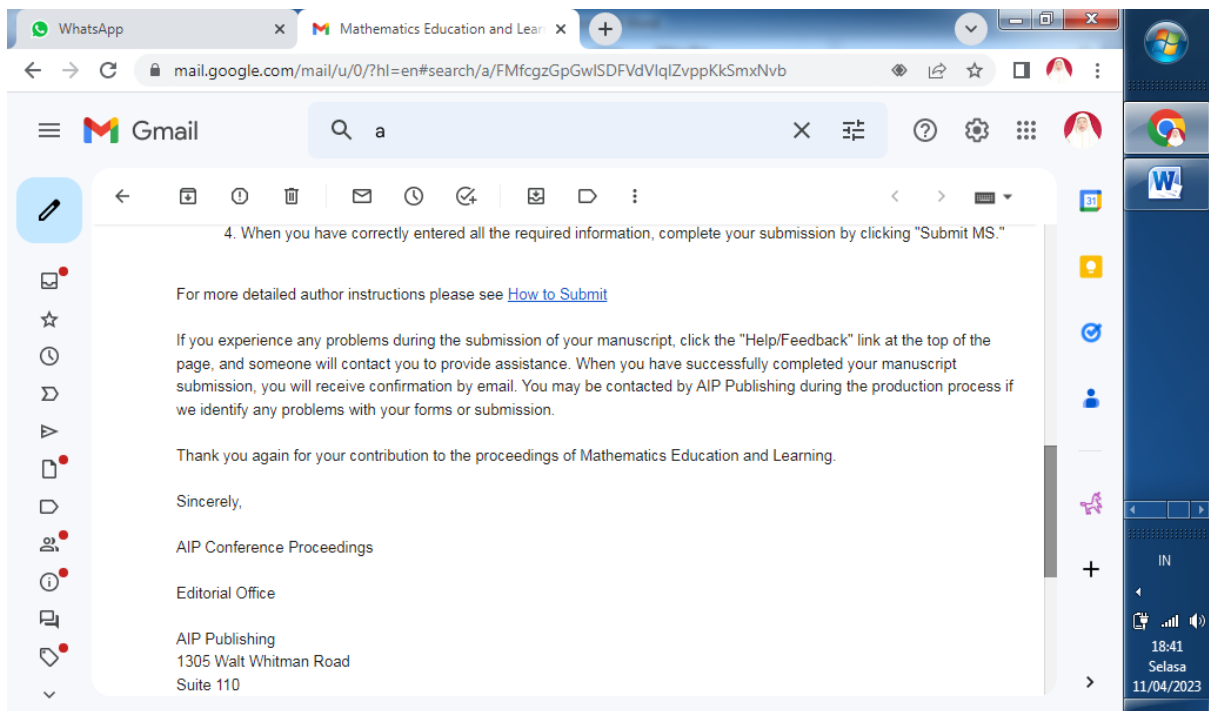 WhatsApp
Mathematics Education and Lear
mail.google.com/mail/u/0/?hl=en#search/a/FMfcgzGpGwISDFVdVIqIZvppKkSmxNvb
Gmail
a
31
4. When you have correctly entered all the required information, complete your submission by clicking "Submit MS."
For more detailed author instructions please see How to Submit
If you experience any problems during the submission of your manuscript, click the "Help/Feedback" link at the top of the
page, and someone will contact you to provide assistance. When you have successfully completed your manuscript
submission, you will receive confirmation by email. You may be contacted by AIP Publishing during the production process if
we identify any problems with your forms or submission.
Thank you again for your contribution to the proceedings of Mathematics Education and Learning.
Sincerely,
AIP Conference Proceedings
Editorial Office
AIP Publishing
1305 Walt Whitman Road
Suite 110
W
IN
18:41
Selasa
11/04/2023